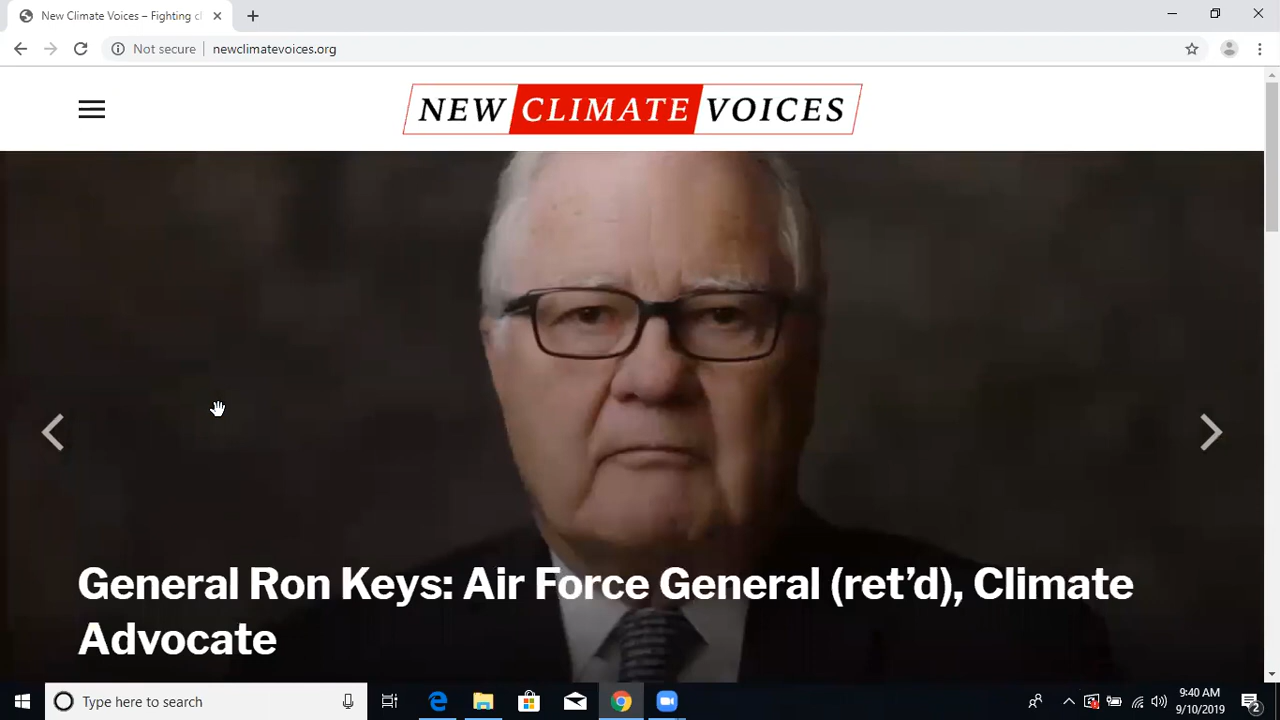 New Climate Voices – Fighting c
Not secure
newclimatevoices.org
NEW CLIMATE VOICES
General Ron Keys: Air Force General (ret’d), Climate
Advocate
Type here to search
9:40 AM
9/10/2019
2